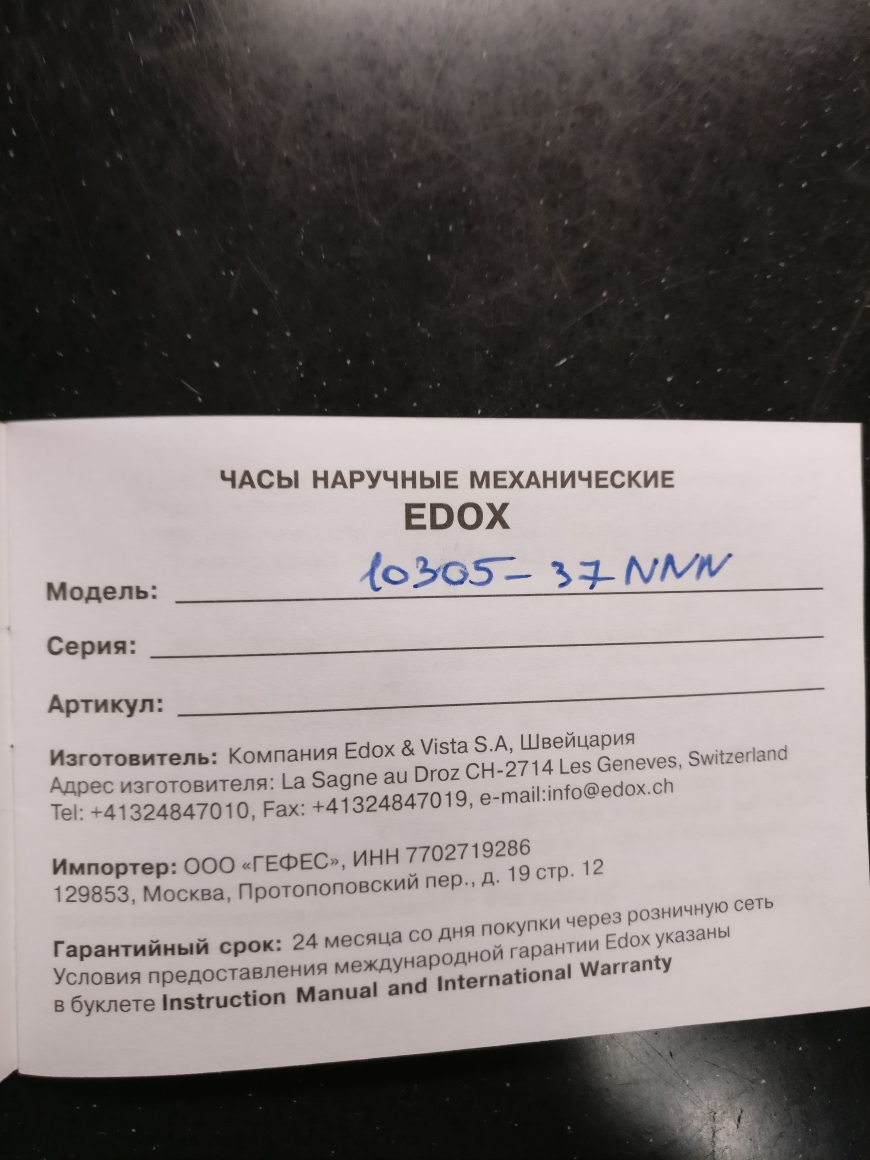 ЧАСЫ НАРУЧНЫЕ МЕХАНИЧЕСКИЕ
EDOX
Модель: 10305-37NNN
Серия:
Артикул:
Изготовитель: Компания Edox & Vista S.A, Швейцария
Адрес изготовителя: La Sagne au Droz CH-2714 Les Geneves, Switzerland
Tel: +41324847010, Fax: +41324847019, e-mail:info@edox.ch
Импортер: ООО «ГЕФЕС», ИНН 7702719286
129853, Москва, Протопоповский пер., д. 19 стр. 12
Гарантийный срок: 24 месяца со дня покупки через розничную сеть
Условия предоставления международной гарантии Edox указаны
в буклете Instruction Manual and International Warranty